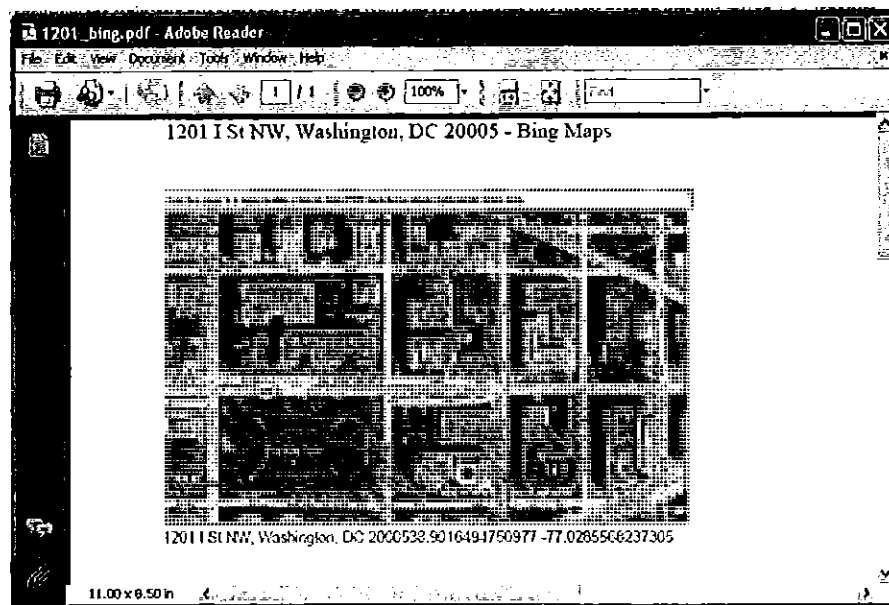 1201_bing.pdf - Adobe Reader
File Edit View Document Tools Window Help
1 / 1 100% Find
1201 I St NW, Washington, DC 20005 - Bing Maps
1201 I St NW, Washington, DC 2000538.9016494750977 -77.0285568237305
11.00 x 8.50 in